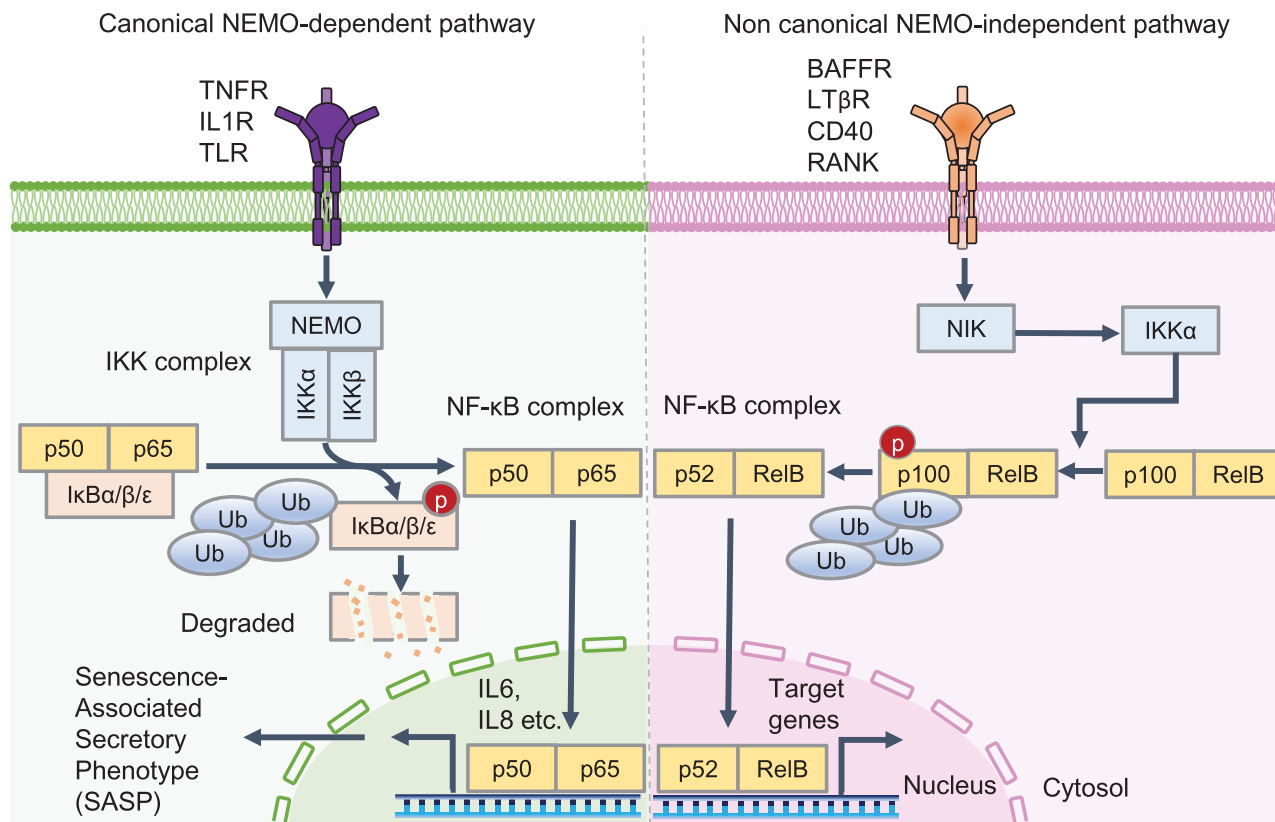 Canonical NEMO-dependent pathway
Non canonical NEMO-independent pathway
TNFR
IL1R
TLR
BAFFR
LTβR
CD40
RANK
NEMO
IKK complex
IKKα
IKKβ
NIK
IKKα
NF-κB complex
NF-κB complex
p50
p65
IκBα/β/ε
p50
p65
p
IκBα/β/ε
Ub
Ub
Ub
Ub
Degraded
p52
RelB
p
p100
RelB
p100
RelB
Ub
Ub
Ub
Ub
Senescence-
Associated
Secretory
Phenotype
(SASP)
IL6,
IL8 etc.
p50
p65
Target
genes
p52
RelB
Nucleus
Cytosol